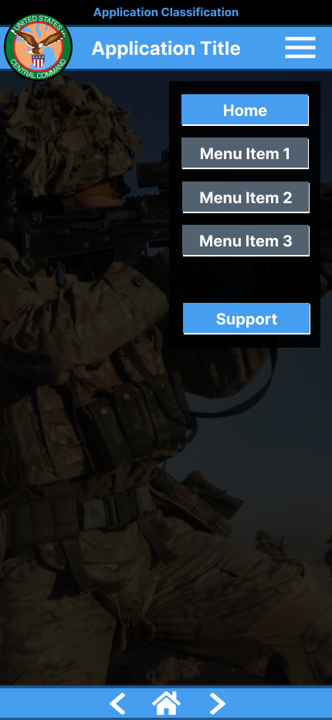 Application Classification
UNITED STATES
CENTRAL COMMAND
Application Title
Home
Menu Item 1
Menu Item 2
Menu Item 3
Support